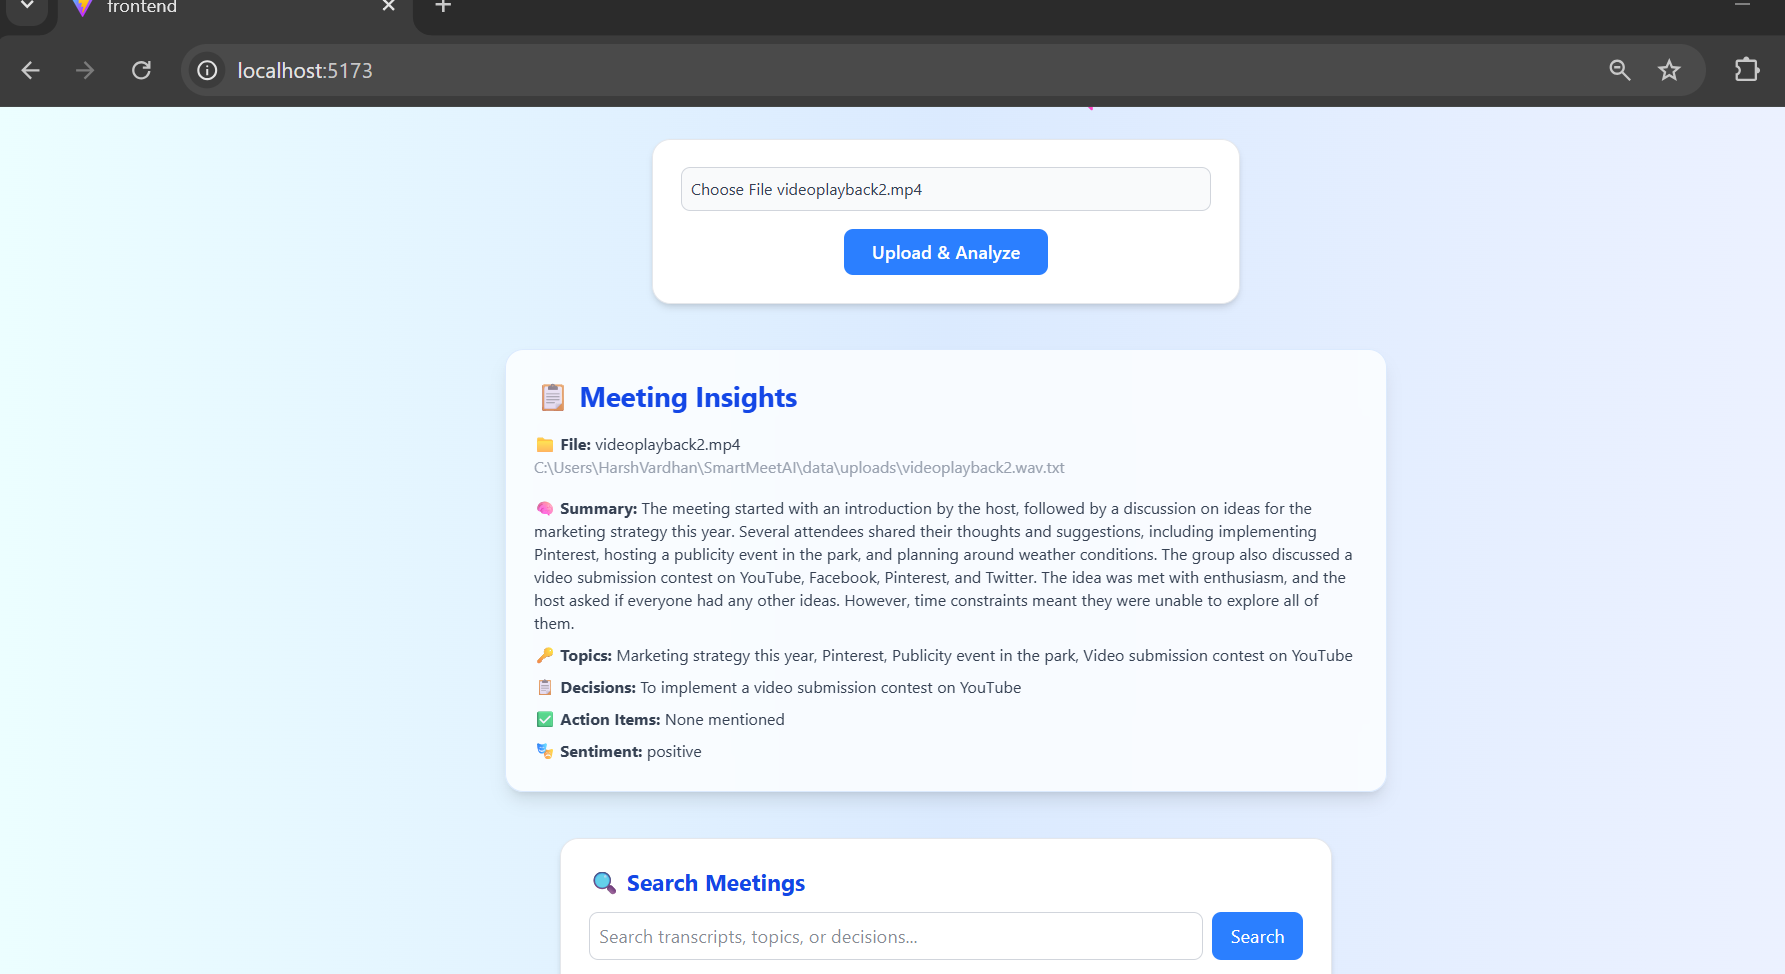 frontend
localhost:5173
Choose File videoplayback2.mp4
Upload & Analyze
Meeting Insights
File: videoplayback2.mp4
C:\Users\HarshVardhan\SmartMeetAI\data\uploads\videoplayback2.wav.txt
Summary: The meeting started with an introduction by the host, followed by a discussion on ideas for the
marketing strategy this year. Several attendees shared their thoughts and suggestions, including implementing
Pinterest, hosting a publicity event in the park, and planning around weather conditions. The group also discussed a
video submission contest on YouTube, Facebook, Pinterest, and Twitter. The idea was met with enthusiasm, and the
host asked if everyone had any other ideas. However, time constraints meant they were unable to explore all of
them.
Topics: Marketing strategy this year, Pinterest, Publicity event in the park, Video submission contest on YouTube
Decisions: To implement a video submission contest on YouTube
Action Items: None mentioned
Sentiment: positive
Search Meetings
Search transcripts, topics, or decisions...
Search